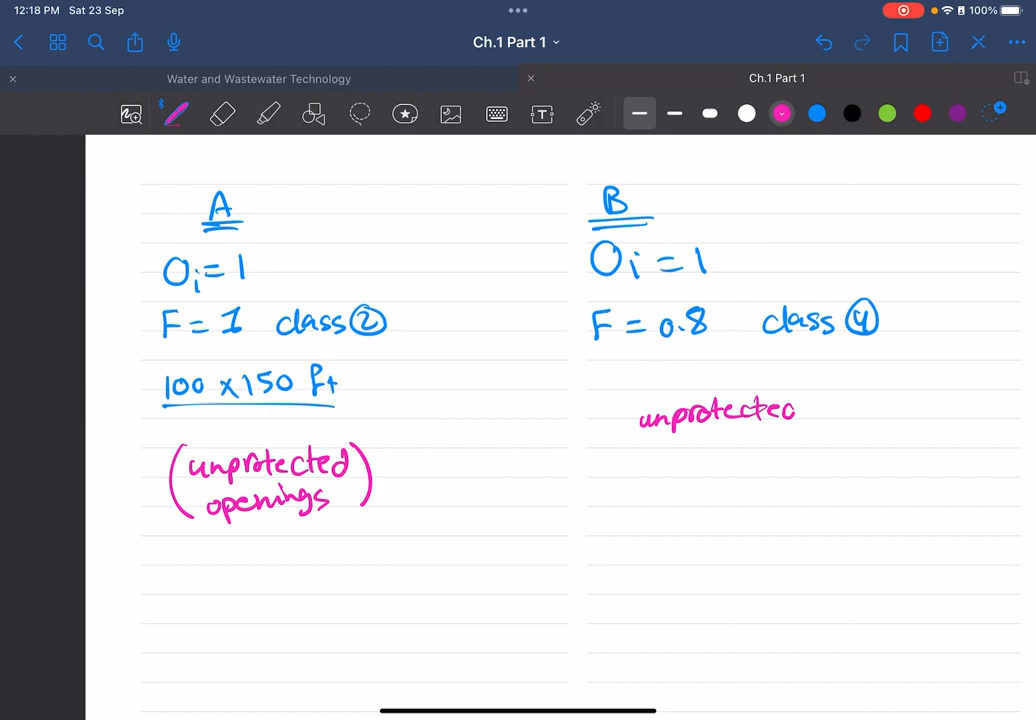 12:18 PM Sat 23 Sep
100%
Ch.1 Part 1
Water and Wastewater Technology
Ch.1 Part 1
A
Oi = 1
F = 1 class 2
100 x 150 ft
(unprotected
openings)
B
Oi = 1
F = 0.8 class 4
unprotected